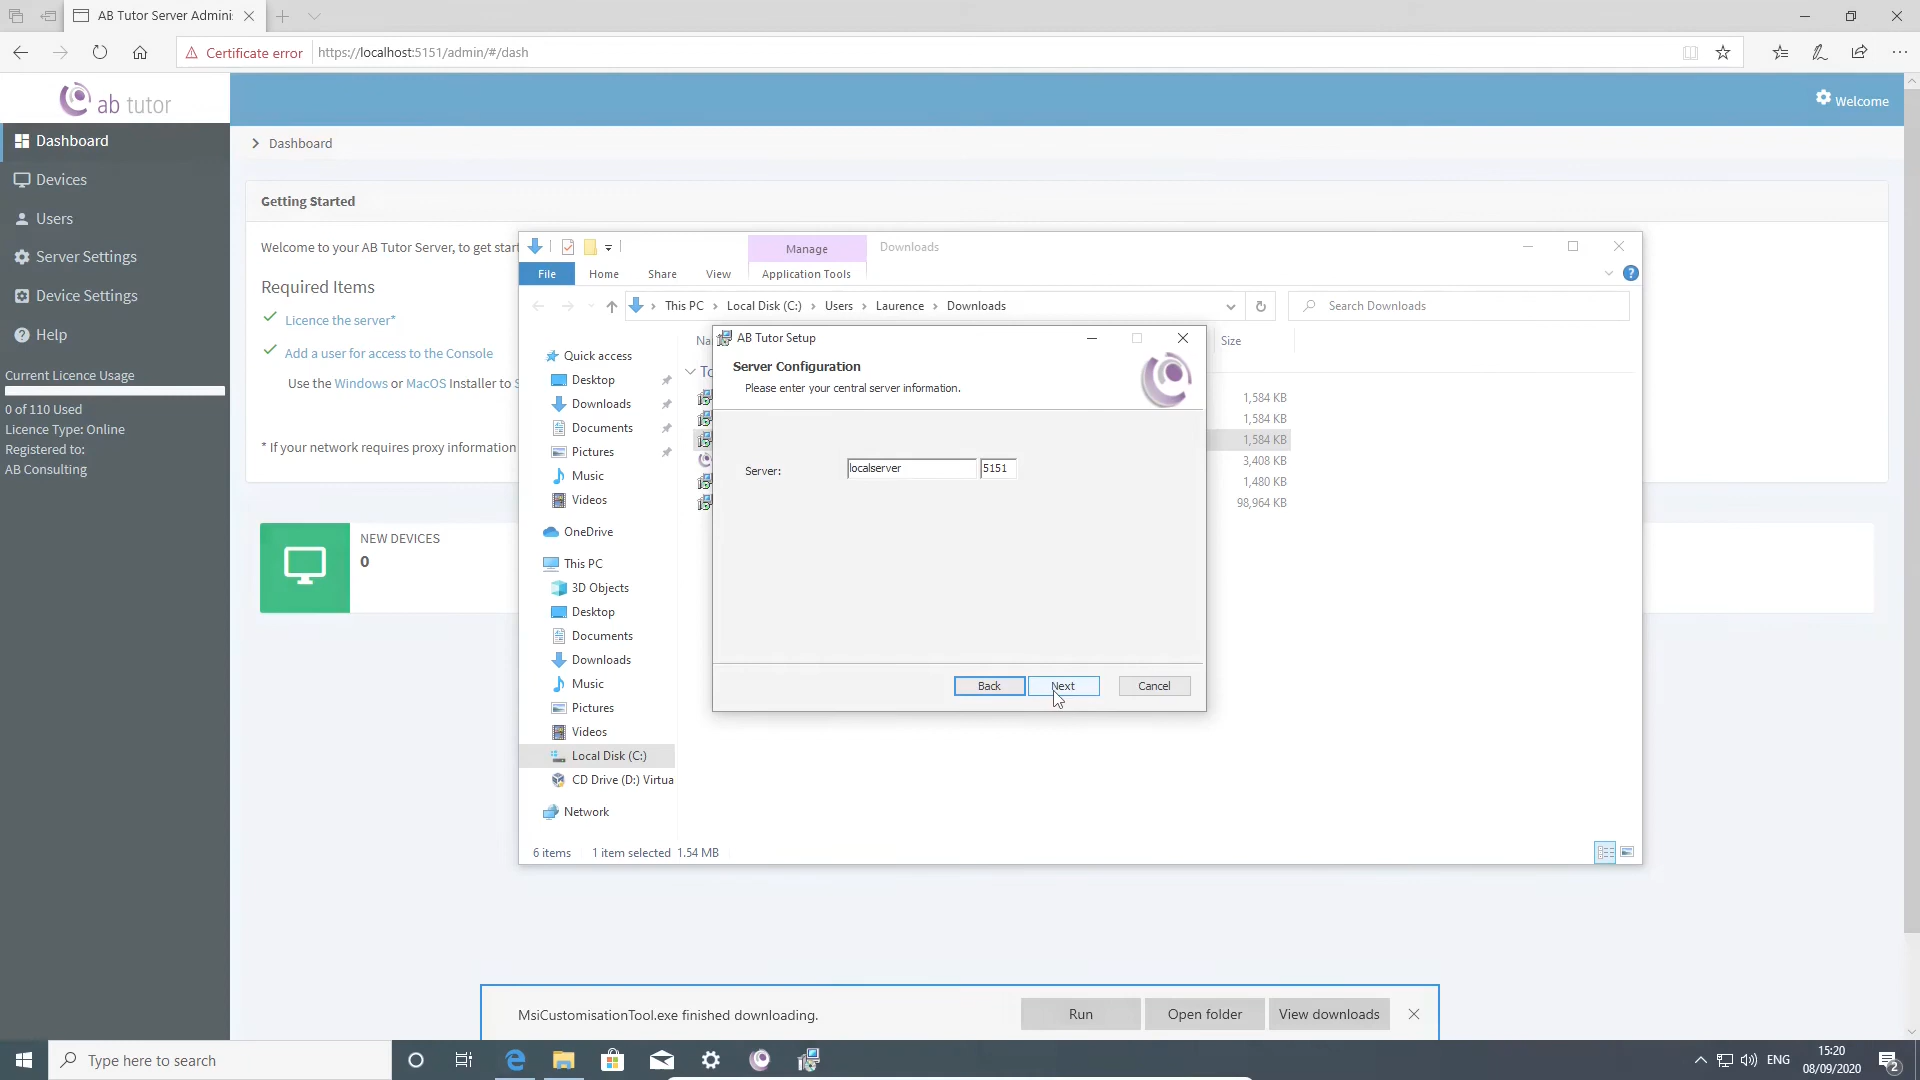 AB Tutor Server Admini:
Certificate error
https://localhost:5151/admin/#/dash
ab tutor
Welcome
Dashboard
Devices
Users
Server Settings
Device Settings
Help
Current Licence Usage
0 of 110 Used
Licence Type: Online
Registered to:
AB Consulting
Dashboard
Getting Started
Welcome to your AB Tutor Server, to get start
Required Items
Licence the server*
Add a user for access to the Console
Use the Windows or MacOS Installer to S
* If your network requires proxy information
NEW DEVICES
0
Manage
Downloads
File
Home
Share
View
Application Tools
This PC
Local Disk (C:)
Users
Laurence
Downloads
Search Downloads
Quick access
Desktop
Downloads
Documents
Pictures
Music
Videos
OneDrive
This PC
3D Objects
Desktop
Documents
Downloads
Music
Pictures
Videos
Local Disk (C:)
CD Drive (D:) Virtua
Network
Na
Size
To
1,584 KB
1,584 KB
1,584 KB
3,408 KB
1,480 KB
98,964 KB
6 items
1 item selected 1.54 MB
AB Tutor Setup
Server Configuration
Please enter your central server information.
Server:
localserver
5151
Back
Next
Cancel
MsiCustomisationTool.exe finished downloading.
Run
Open folder
View downloads
Type here to search
ENG
15:20
08/09/2020
2